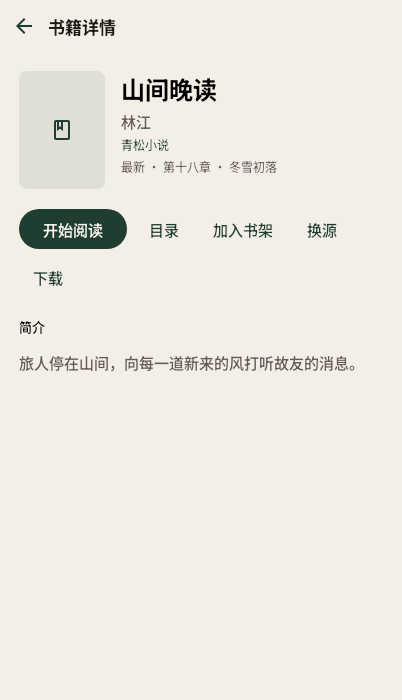 书籍详情
山间晚读
林江
青松小说
最新 · 第十八章 · 冬雪初落
开始阅读 目录 加入书架 换源
下载
简介
旅人停在山间，向每一道新来的风打听故友的消息。